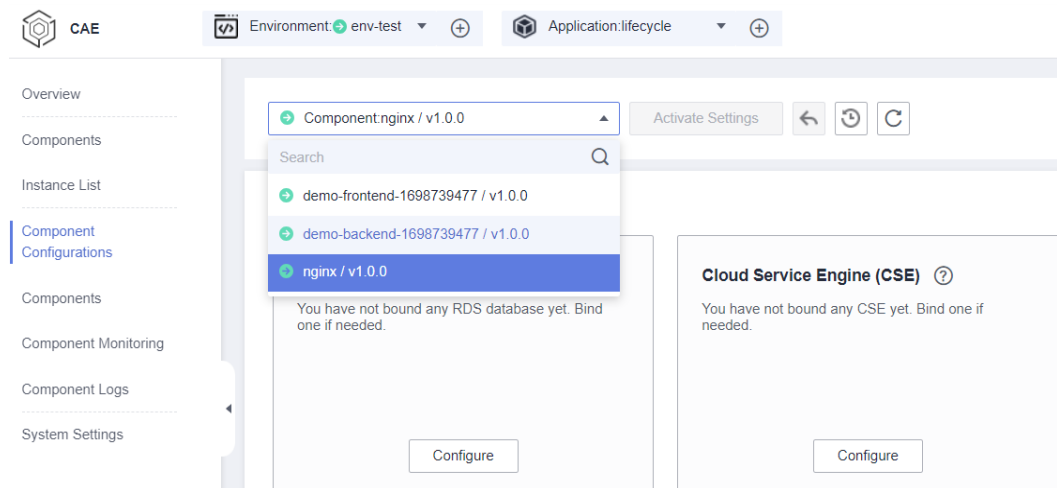 CAE
Environment: env-test
Application:lifecycle
Overview
Components
Instance List
Component
Configurations
Components
Component Monitoring
Component Logs
System Settings
Component:nginx / v1.0.0
Activate Settings
Search
demo-frontend-1698739477 / v1.0.0
demo-backend-1698739477 / v1.0.0
nginx / v1.0.0
You have not bound any RDS database yet. Bind
one if needed.
Configure
Cloud Service Engine (CSE)
You have not bound any CSE yet. Bind one if
needed.
Configure